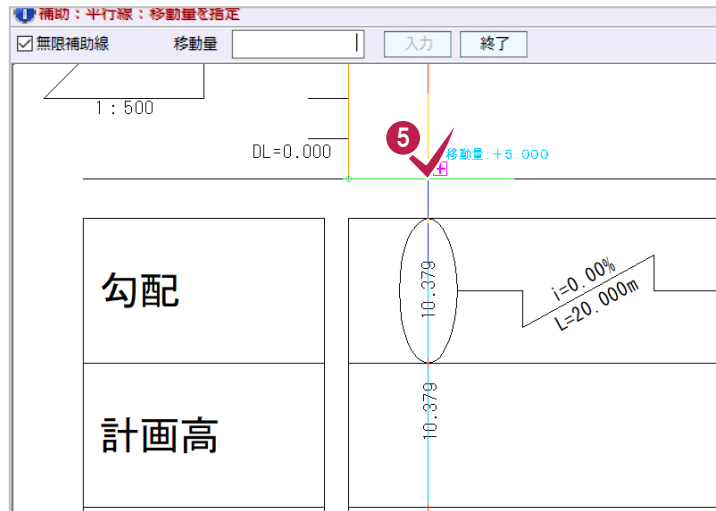 補助：平行線：移動量を指定
無限補助線 移動量 入力 終了
1：500
DL=0.000
5
移動量:+5.000
勾配
10.379
i=0.00%
L=20.000m
計画高
10.379